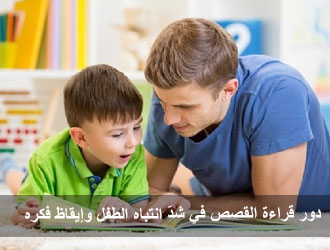 دور قراءة القصص في شدّ انتباه الطفل وإيقاظ فكره